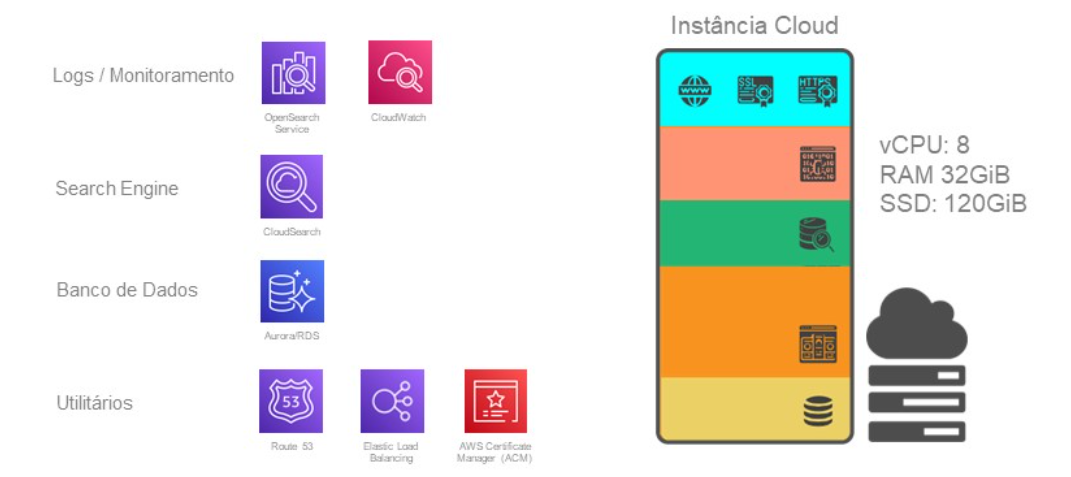 Instância Cloud
Logs / Monitoramento
OpenSearch
Service
CloudWatch
WWW
SSL
HTTPS
vCPU: 8
RAM 32GiB
SSD: 120GiB
Search Engine
CloudSearch
Banco de Dados
Aurora/RDS
Utilitários
53
Route 53
Elastic Load
Balancing
AWS Certificate
Manager (ACM)